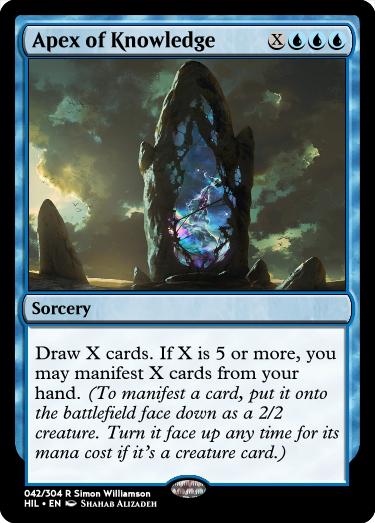 Apex of Knowledge X
Sorcery
Draw X cards. If X is 5 or more, you
may manifest X cards from your
hand. (To manifest a card, put it onto
the battlefield face down as a 2/2
creature. Turn it face up any time for its
mana cost if it's a creature card.)
042/304 R Simon Williamson
HIL • EN Shahab Alizadeh